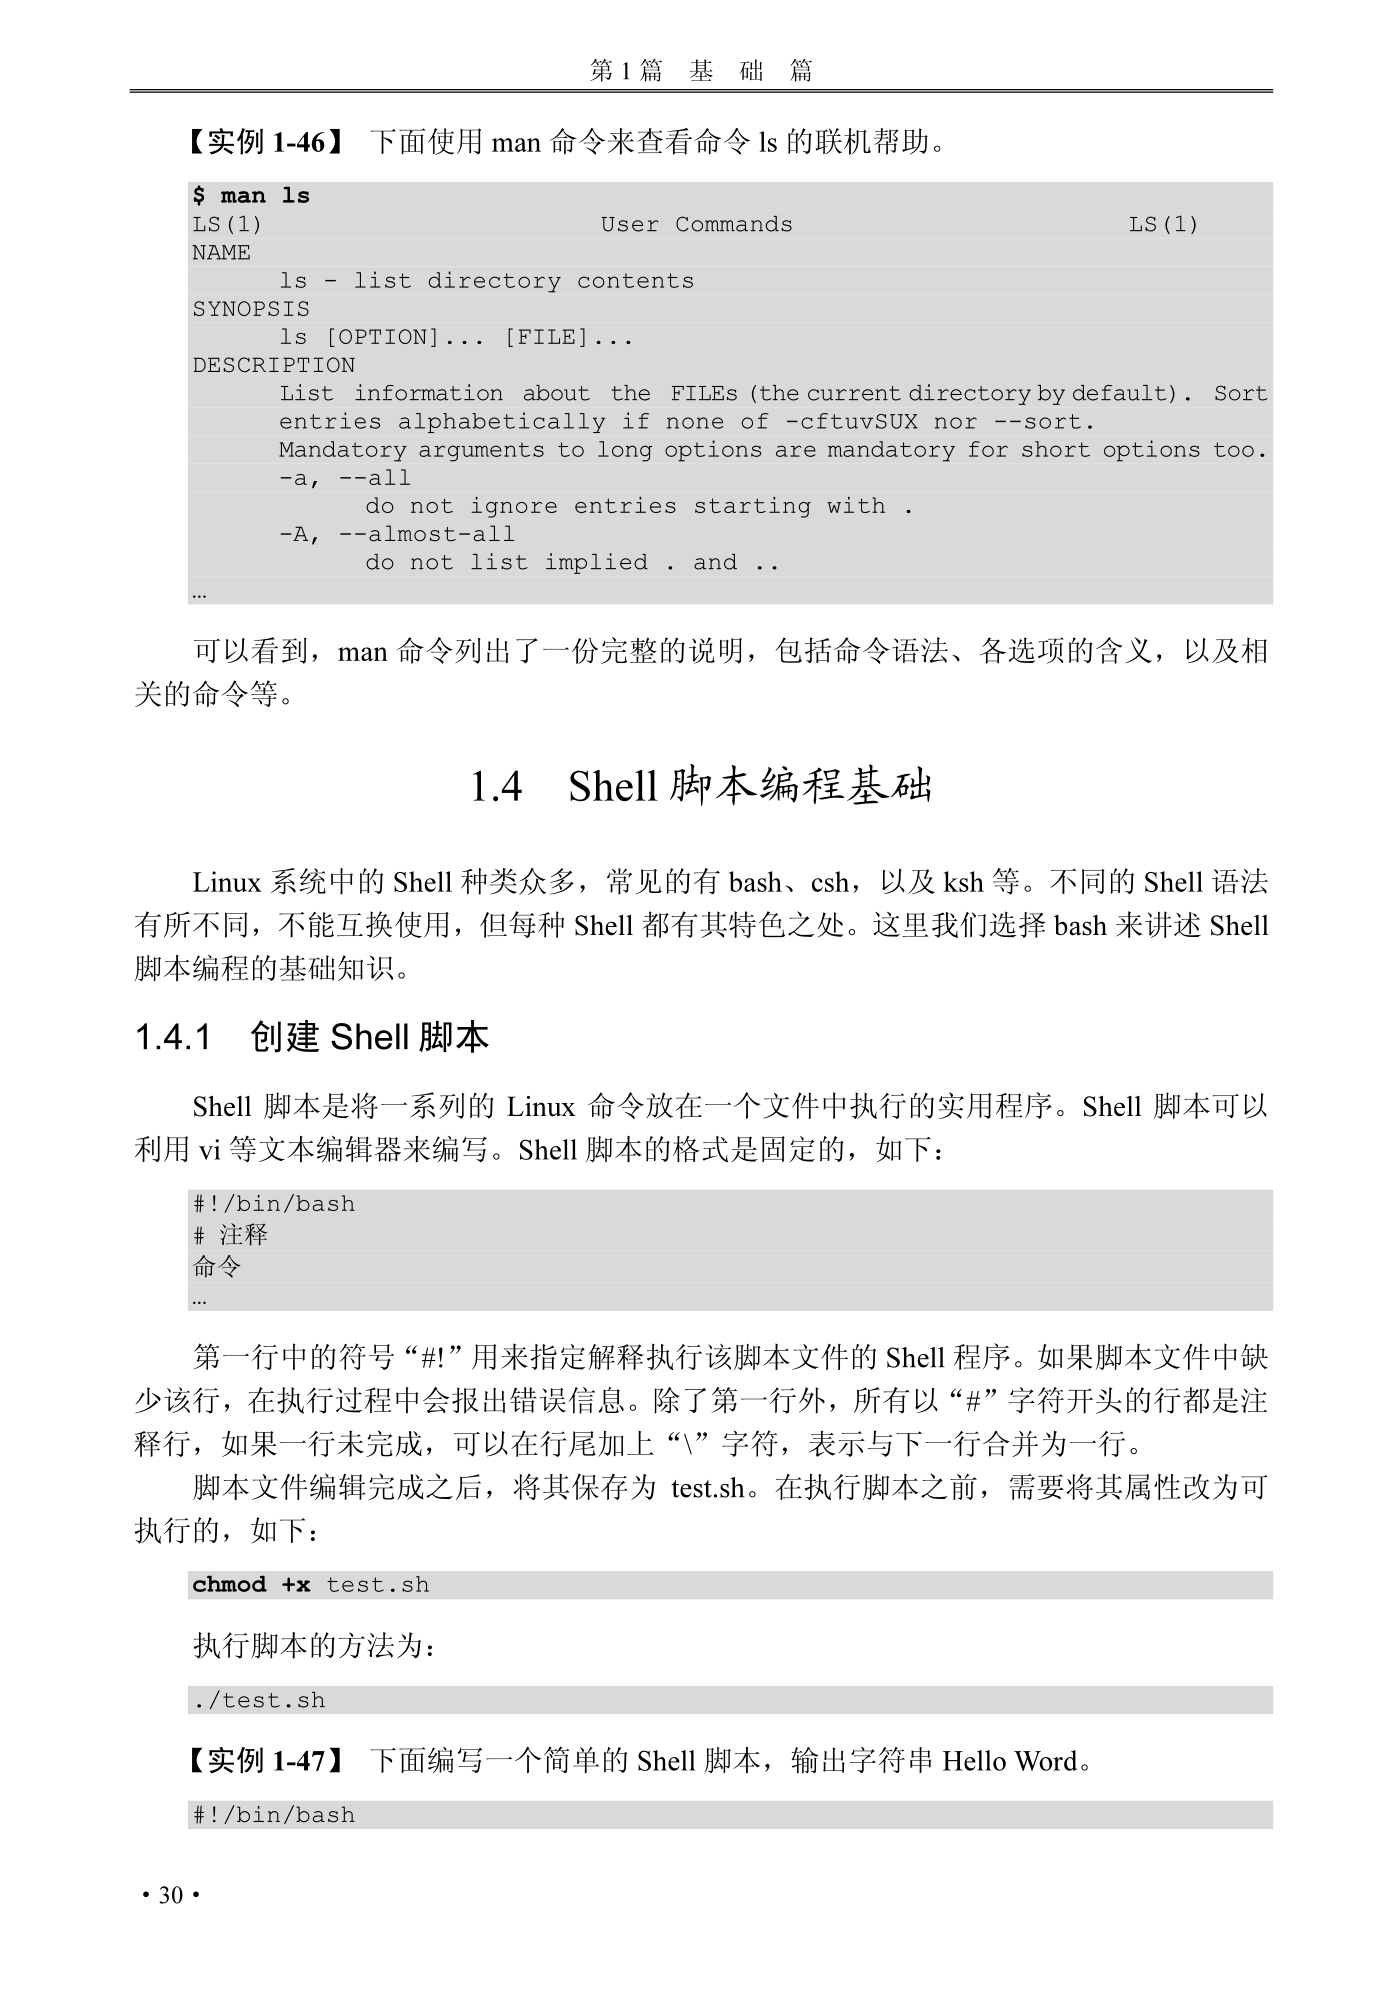 第 1 篇　基　础　篇
【实例 1-46】 下面使用 man 命令来查看命令 ls 的联机帮助。
$ man ls
LS(1)                       User Commands                       LS(1)
NAME
      ls - list directory contents
SYNOPSIS
      ls [OPTION]... [FILE]...
DESCRIPTION
      List information about the FILEs (the current directory by default). Sort
      entries alphabetically if none of -cftuvSUX nor --sort.
      Mandatory arguments to long options are mandatory for short options too.
      -a, --all
            do not ignore entries starting with .
      -A, --almost-all
            do not list implied . and ..
…
可以看到，man 命令列出了一份完整的说明，包括命令语法、各选项的含义，以及相
关的命令等。
1.4　Shell 脚本编程基础
Linux 系统中的 Shell 种类众多，常见的有 bash、csh，以及 ksh 等。不同的 Shell 语法
有所不同，不能互换使用，但每种 Shell 都有其特色之处。这里我们选择 bash 来讲述 Shell
脚本编程的基础知识。
1.4.1　创建 Shell 脚本
Shell 脚本是将一系列的 Linux 命令放在一个文件中执行的实用程序。Shell 脚本可以
利用 vi 等文本编辑器来编写。Shell 脚本的格式是固定的，如下：
#!/bin/bash
# 注释
命令
…
第一行中的符号“#!”用来指定解释执行该脚本文件的 Shell 程序。如果脚本文件中缺
少该行，在执行过程中会报出错误信息。除了第一行外，所有以“#”字符开头的行都是注
释行，如果一行未完成，可以在行尾加上“\”字符，表示与下一行合并为一行。
脚本文件编辑完成之后，将其保存为 test.sh。在执行脚本之前，需要将其属性改为可
执行的，如下：
chmod +x test.sh
执行脚本的方法为：
./test.sh
【实例 1-47】 下面编写一个简单的 Shell 脚本，输出字符串 Hello Word。
#!/bin/bash
· 30 ·